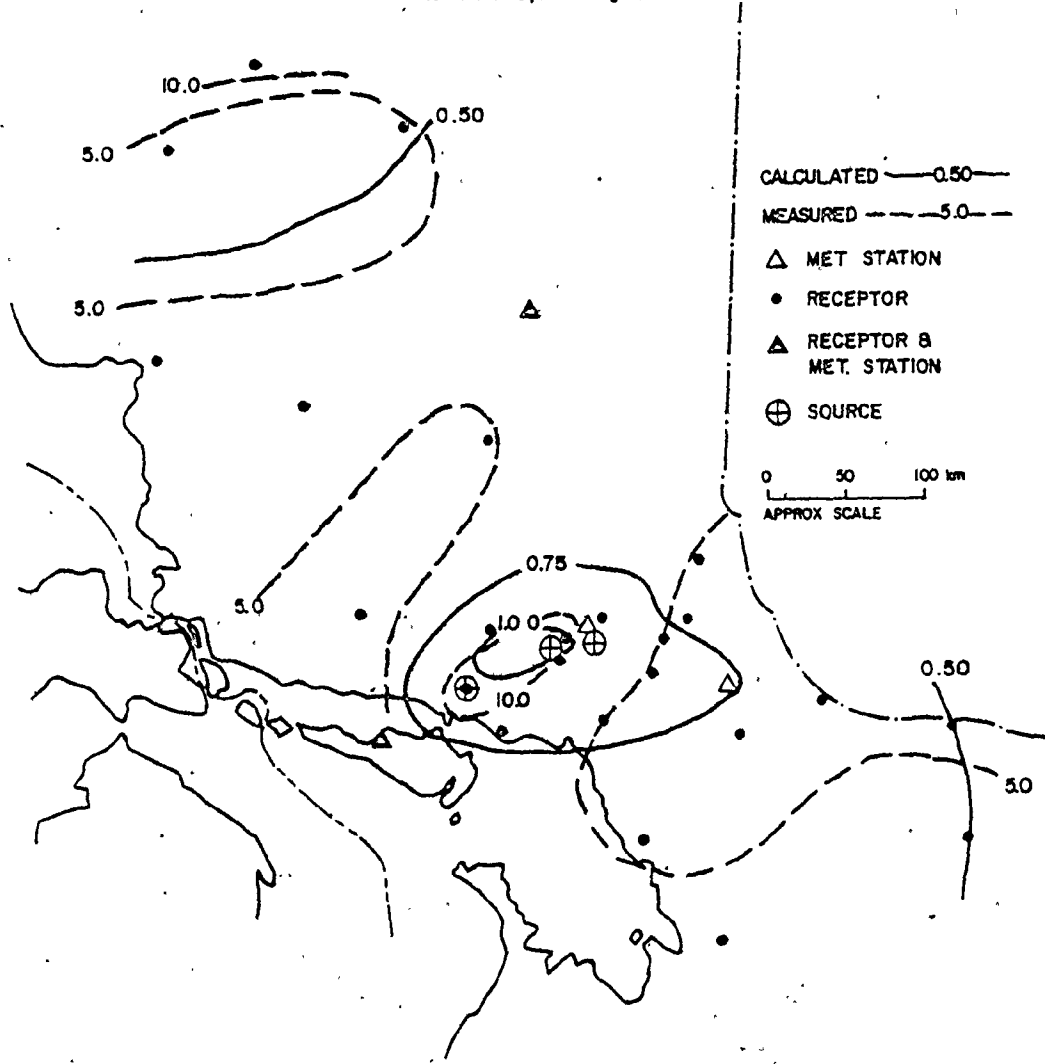 10.0
0.50
5.0
5.0
CALCULATED 0.50
MEASURED 5.0
MET STATION
RECEPTOR
RECEPTOR &
MET. STATION
SOURCE
0 50 100 km
APPROX SCALE
0.75
5.0
1.0 0
10.0
0.50
5.0